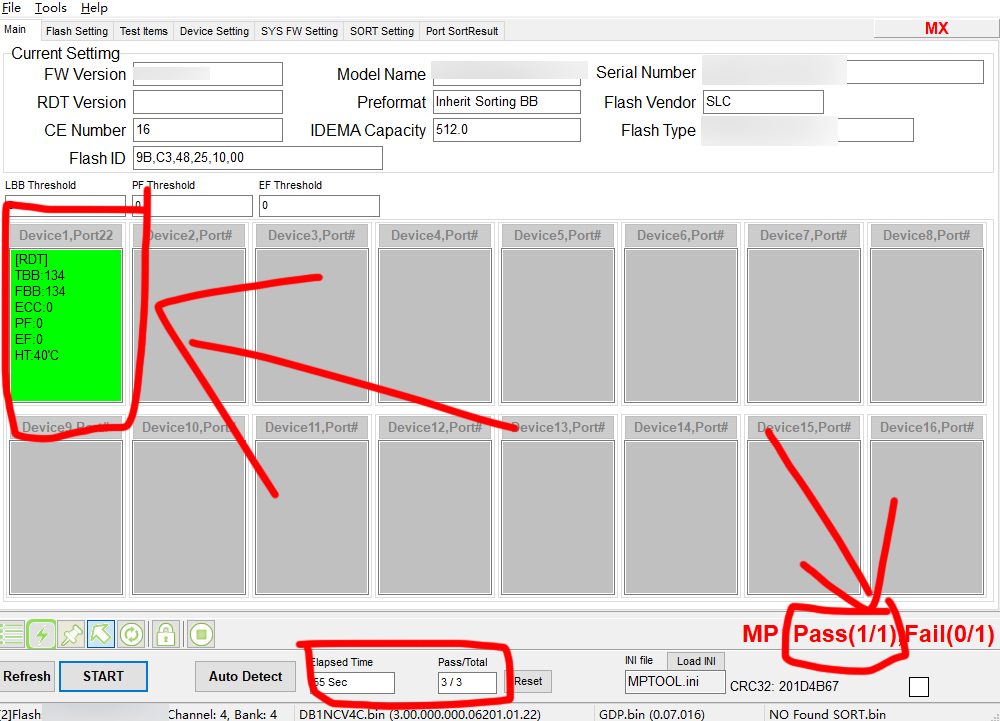 File Tools Help
Main Flash Setting Test Items Device Setting SYS FW Setting SORT Setting Port SortResult MX
Current Settimg
FW Version Model Name Serial Number
RDT Version Preformat Inherit Sorting BB Flash Vendor SLC
CE Number 16 IDEMA Capacity 512.0 Flash Type
Flash ID 9B,C3,48,25,10,00
LBB Threshold PF Threshold EF Threshold
0 0
Device1,Port22 Device2,Port# Device3,Port# Device4,Port# Device5,Port# Device6,Port# Device7,Port# Device8,Port#
[RDT]
TBB:134
FBB:134
ECC:0
PF:0
EF:0
HT:40'C
Device9,Port# Device10,Port# Device11,Port# Device12,Port# Device13,Port# Device14,Port# Device15,Port# Device16,Port#
MP : Pass(1/1),Fail(0/1)
Elapsed Time Pass/Total INI file Load INI
Refresh START Auto Detect 55 Sec 3 / 3 Reset MPTOOL.ini CRC32: 201D4B67
[2]Flash Channel: 4, Bank: 4 DB1NCV4C.bin (3.00.000.000.06201.01.22) GDP.bin (0.07.016) NO Found SORT.bin